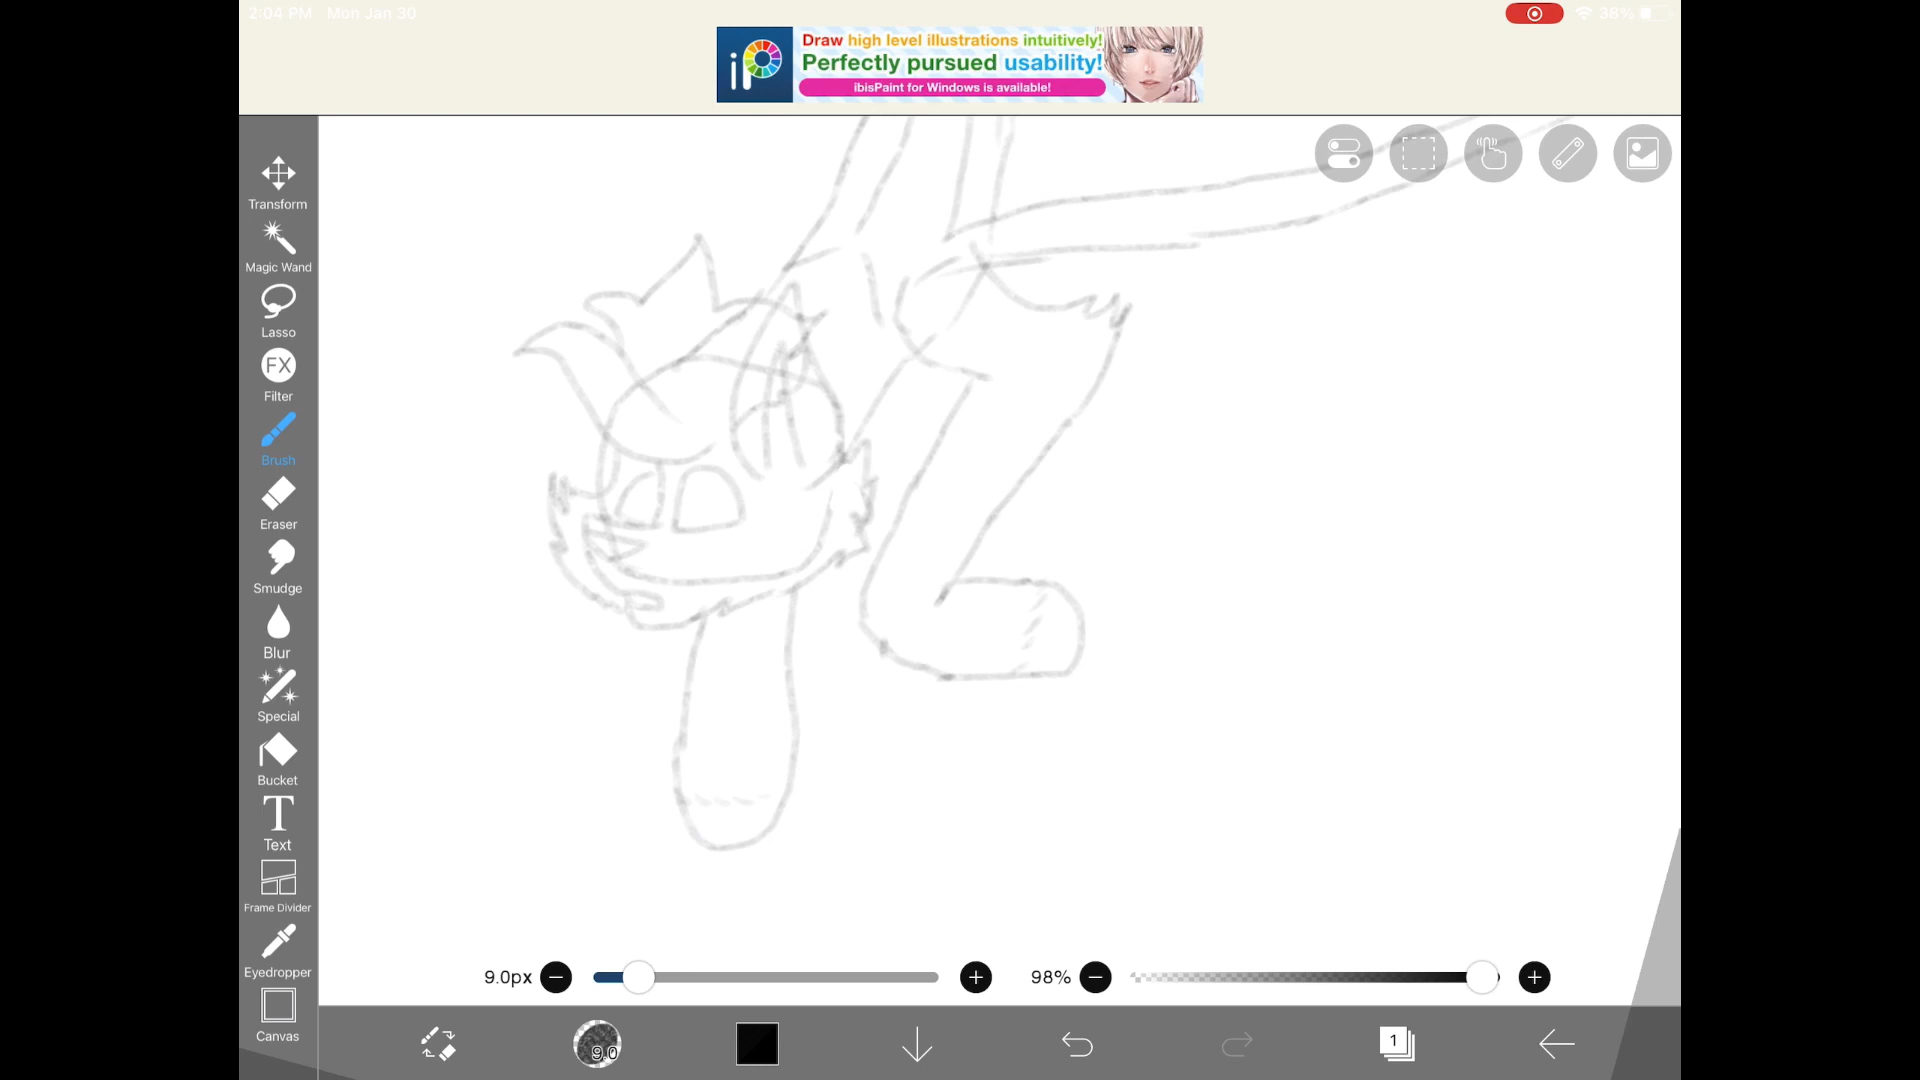 2:04 PM Mon Jan 30
38%
iP
Draw high level illustrations intuitively!
Perfectly pursued usability!
ibisPaint for Windows is available!
Transform
Magic Wand
Lasso
FX
Filter
Brush
Eraser
Smudge
Blur
Special
Bucket
T
Text
Frame Divider
Eyedropper
Canvas
9.0px
98%
9.0
1